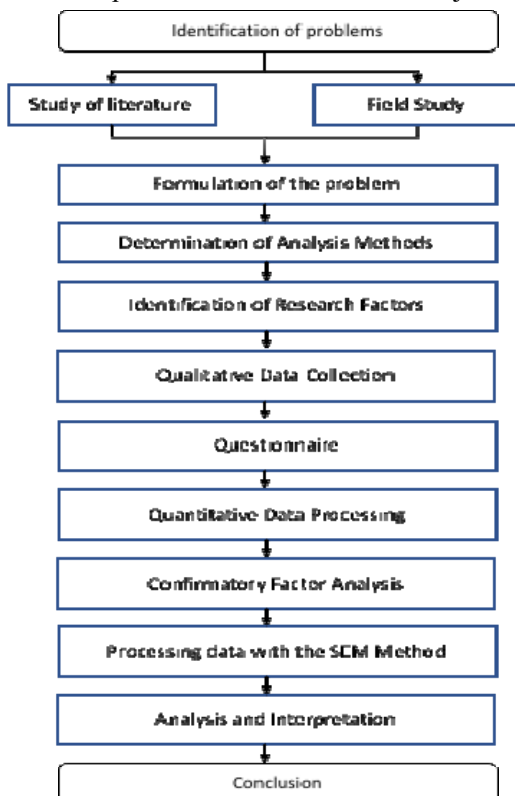 Identification of problems
Study of literature
Field Study
Formulation of the problem
Determination of Analysis Methods
Identification of Research Factors
Qualitative Data Collection
Questionnaire
Quantitative Data Processing
Confirmatory Factor Analysis
Processing data with the SEM Method
Analysis and Interpretation
Conclusion